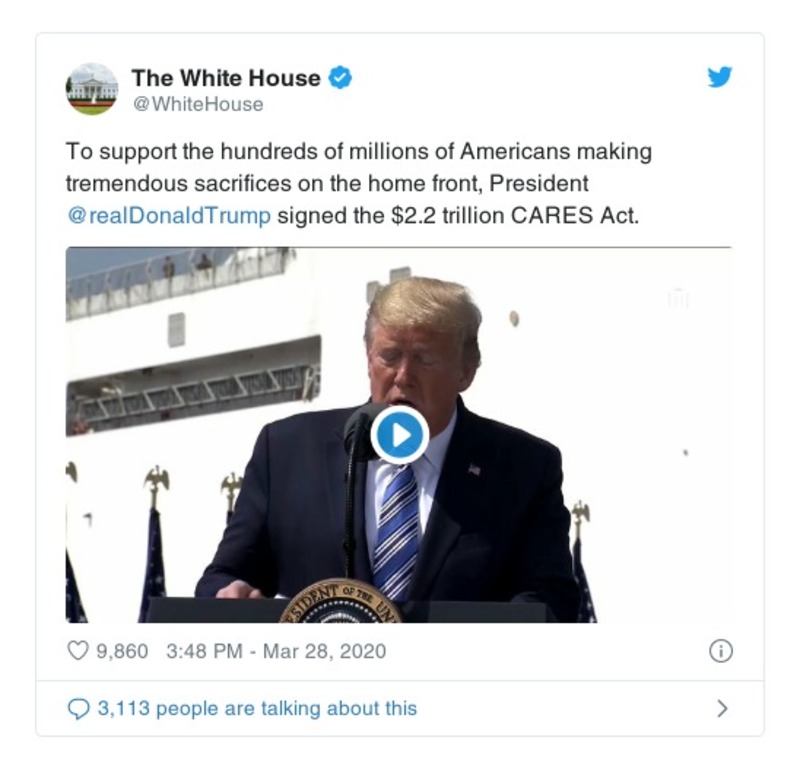 The White House
@WhiteHouse
To support the hundreds of millions of Americans making
tremendous sacrifices on the home front, President
@realDonaldTrump signed the $2.2 trillion CARES Act.
ESIDENT OF THE UN
9,860 3:48 PM - Mar 28, 2020
3,113 people are talking about this